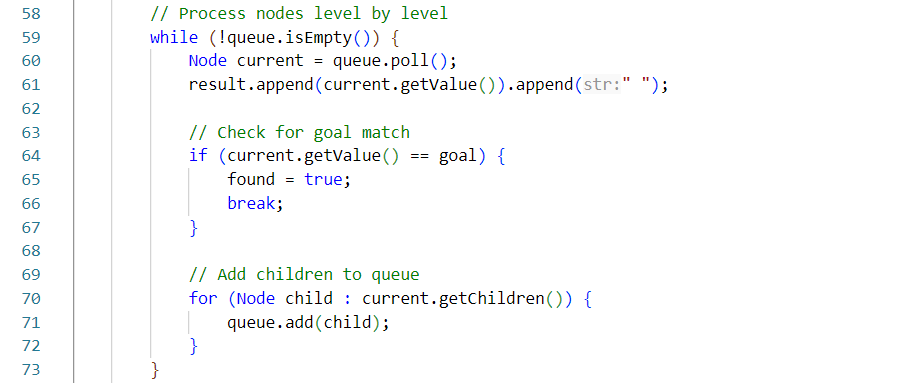 58 // Process nodes level by level
59 while (!queue.isEmpty()) {
60 Node current = queue.poll();
61 result.append(current.getValue()).append(str:" ");
62
63 // Check for goal match
64 if (current.getValue() == goal) {
65 found = true;
66 break;
67 }
68
69 // Add children to queue
70 for (Node child : current.getChildren()) {
71 queue.add(child);
72 }
73 }